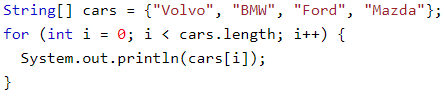 String[] cars = {"Volvo", "BMW", "Ford", "Mazda"};
for (int i = 0; i < cars.length; i++) {
  System.out.println(cars[i]);
}